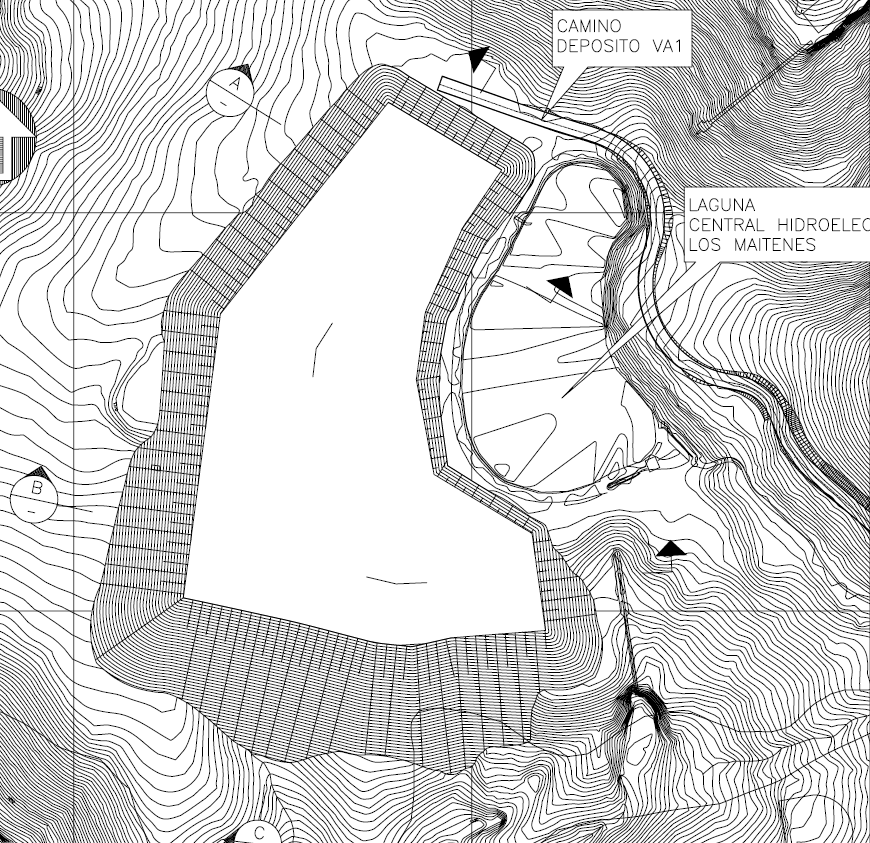 CAMINO
DEPOSITO VA1
A
LAGUNA
CENTRAL HIDROELEC
LOS MAITENES
B
C